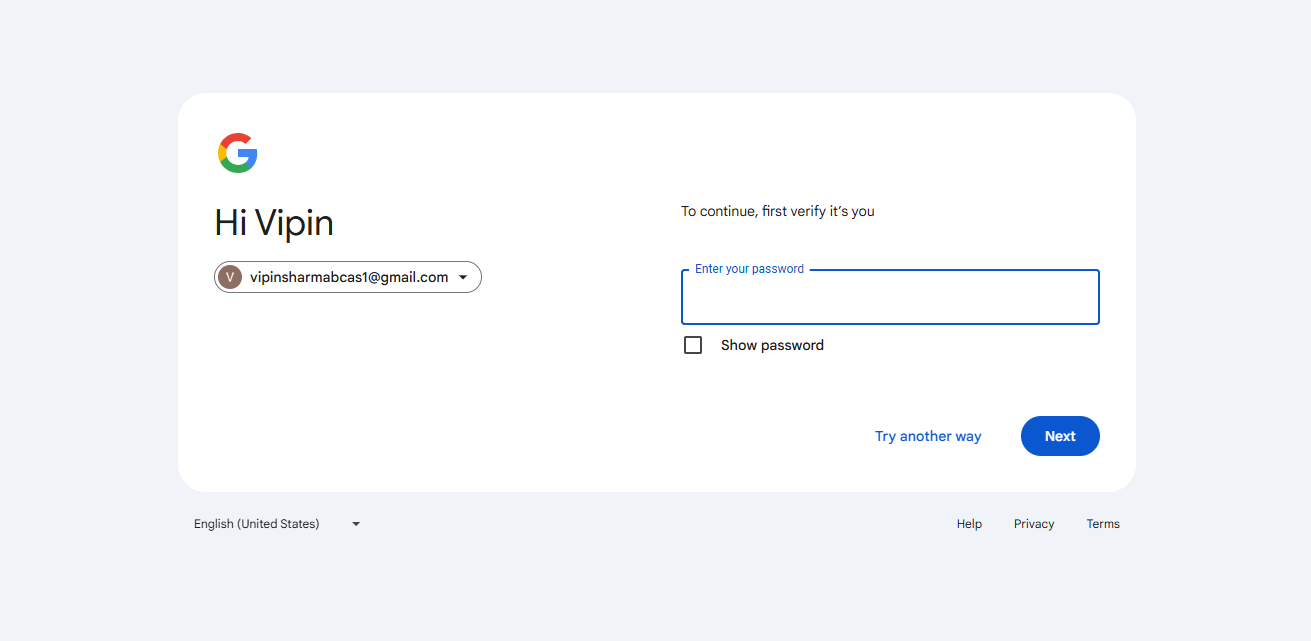 Hi Vipin
V vipinsharmabcas1@gmail.com
To continue, first verify it’s you
Enter your password
Show password
Try another way Next
English (United States) Help Privacy Terms